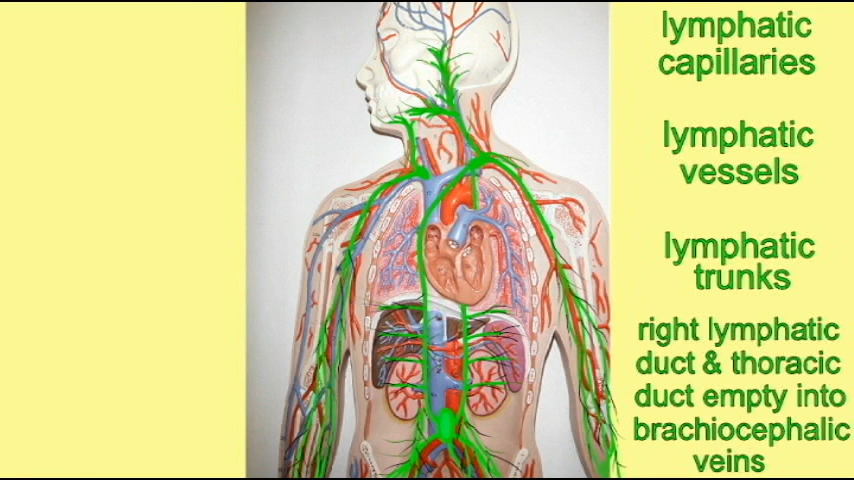 lymphatic
capillaries
lymphatic
vessels
lymphatic
trunks
right lymphatic
duct & thoracic
duct empty into
brachiocephalic
veins